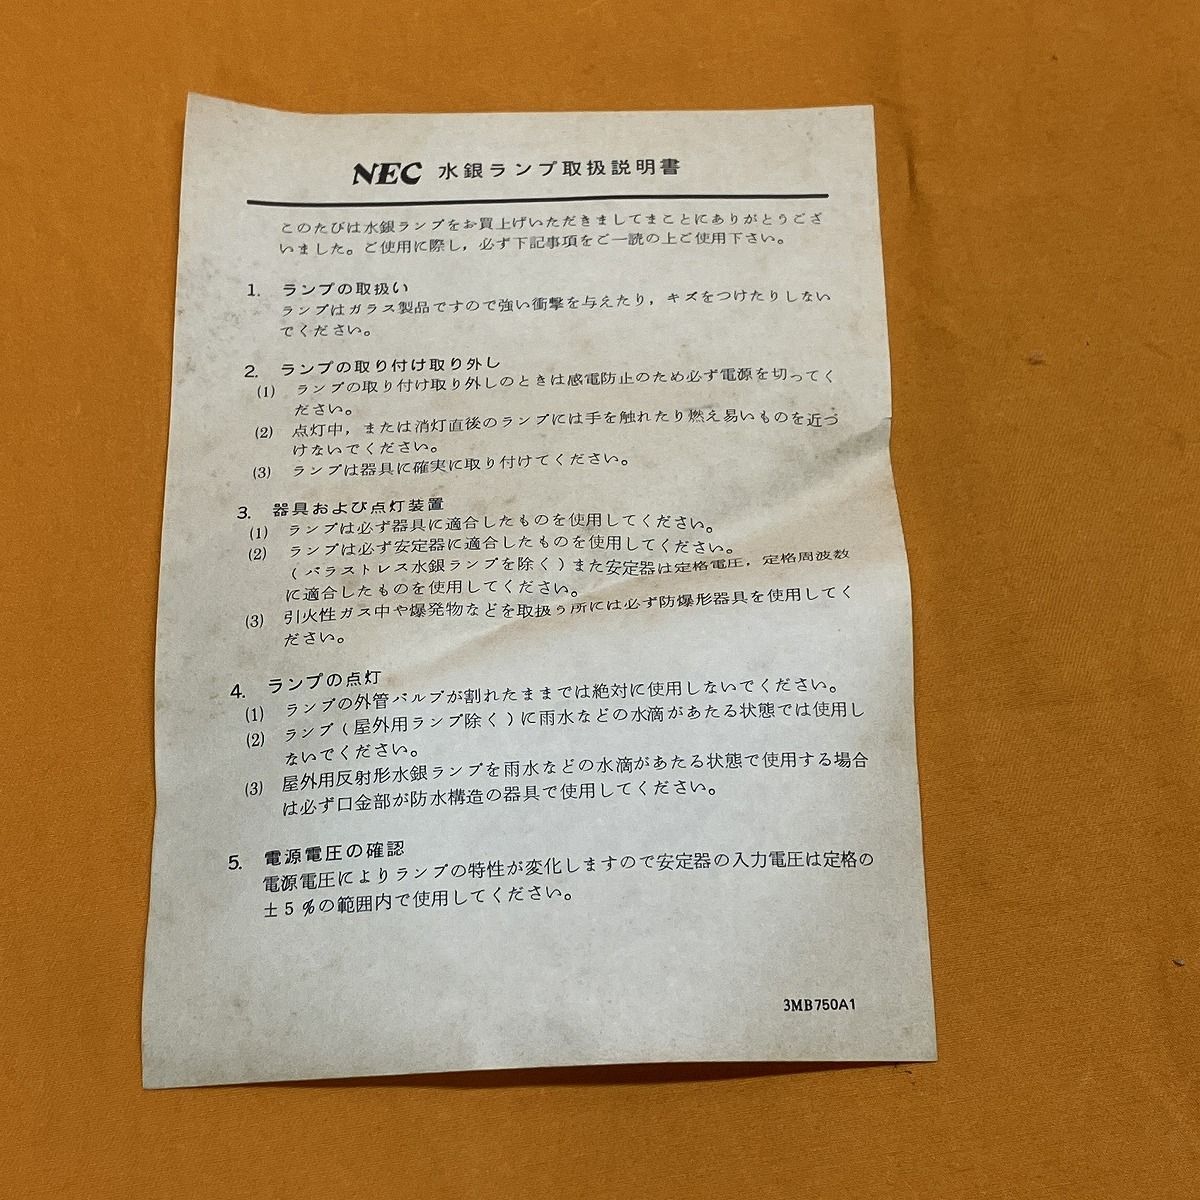 NEC 水銀ランプ取扱説明書
このたびは水銀ランプをお買上げいただきましてまことにありがとうござ
いました。ご使用に際し，必ず下記事項をご一読の上ご使用下さい。
1. ランプの取扱い
ランプはガラス製品ですので強い衝撃を与えたり，キズをつけたりしない
でください。
2. ランプの取り付け取り外し
(1) ランプの取り付け取り外しのときは感電防止のため必ず電源を切ってく
ださい。
(2) 点灯中，または消灯直後のランプには手を触れたり燃え易いものを近づ
けないでください。
(3) ランプは器具に確実に取り付けてください。
3. 器具および点灯装置
(1) ランプは必ず器具に適合したものを使用してください。
(2) ランプは必ず安定器に適合したものを使用してください。
(バラストレス水銀ランプを除く)また安定器は定格電圧，定格周波数
に適合したものを使用してください。
(3) 引火性ガス中や爆発物などを取扱う所には必ず防爆形器具を使用してく
ださい。
4. ランプの点灯
(1) ランプの外管バルブが割れたままでは絶対に使用しないでください。
(2) ランプ(屋外用ランプ除く)に雨水などの水滴があたる状態では使用し
ないでください。
(3) 屋外用反射形水銀ランプを雨水などの水滴があたる状態で使用する場合
は必ず口金部が防水構造の器具で使用してください。
5. 電源電圧の確認
電源電圧によりランプの特性が変化しますので安定器の入力電圧は定格の
±5%の範囲内で使用してください。
3MB750A1